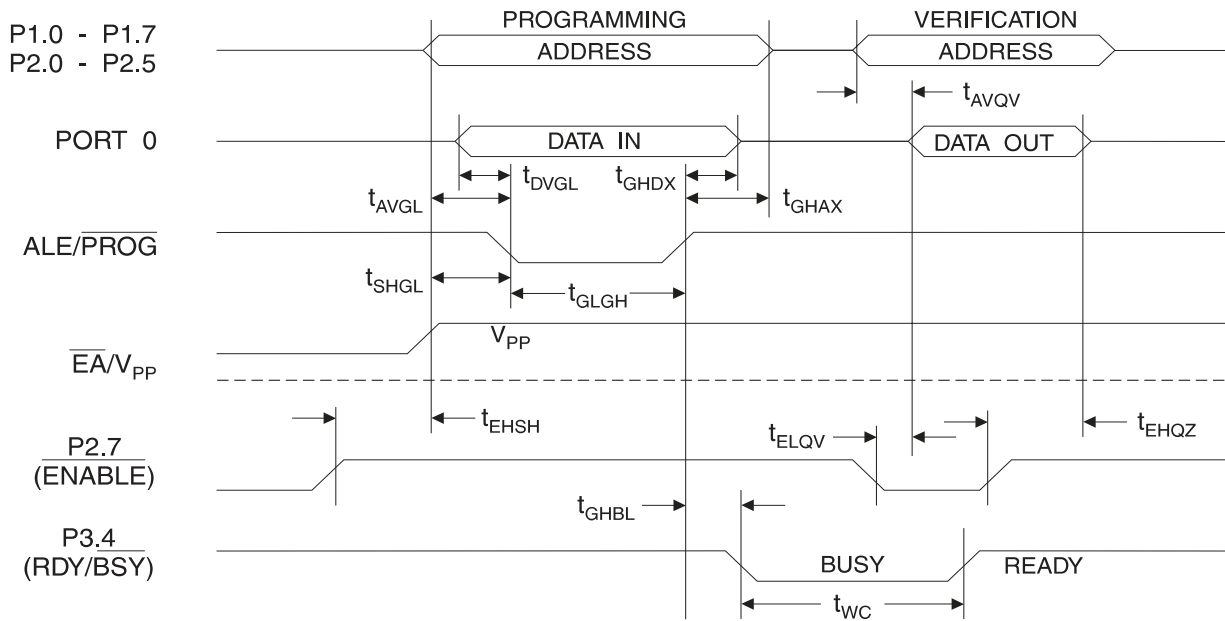 PROGRAMMING
VERIFICATION
P1.0 - P1.7
P2.0 - P2.5
ADDRESS
ADDRESS
tAVQV
PORT 0
DATA IN
DATA OUT
tDVGL
tGHDX
tAVGL
tGHAX
ALE/PROG
tSHGL
tGLGH
VPP
EA/VPP
tEHSH
tELQV
tEHQZ
P2.7
(ENABLE)
tGHBL
P3.4
(RDY/BSY)
BUSY
READY
tWC